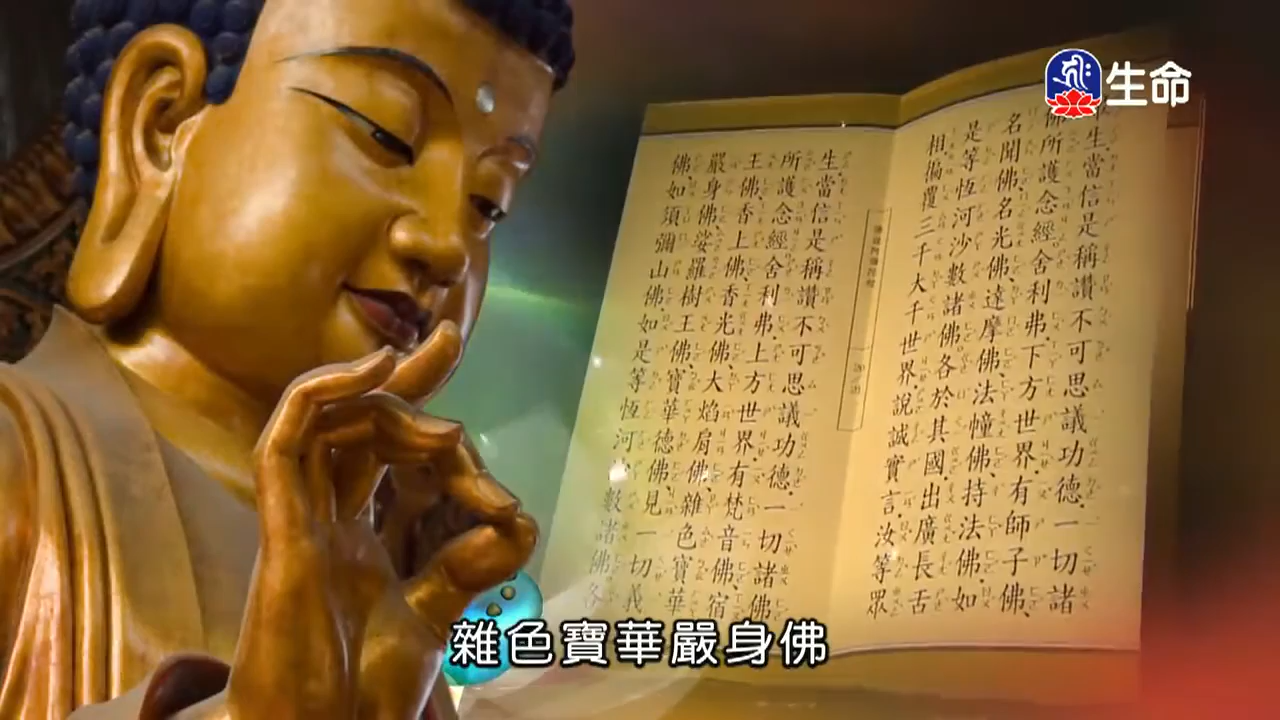 生命
生當信是稱讚不可思議功德.一切諸
佛所護念經.舍利弗.下方世界.有師子佛、
名聞佛、名光佛、達摩佛、法幢佛、持法佛、如
是等恆河沙數諸佛.各於其國.出廣長舌
相.徧覆三千大千世界.說誠實言.汝等眾
生.當信是稱讚不可思議功德.一切諸佛
所護念經.舍利弗.上方世界.有梵音佛、宿
王佛、香上佛、香光佛、大焰肩佛、雜色寶華
嚴身佛、娑羅樹王佛、寶華德佛、見一切義
佛、如須彌山佛、如是等恆河數諸佛各
雜色寶華嚴身佛